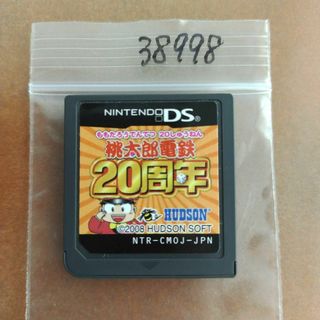 38998
NINTENDO DS
ももたろうでんてつ 20しゅうねん
桃太郎電鉄
20周年
HUDSON
©2008 HUDSON SOFT
NTR-CMOJ-JPN